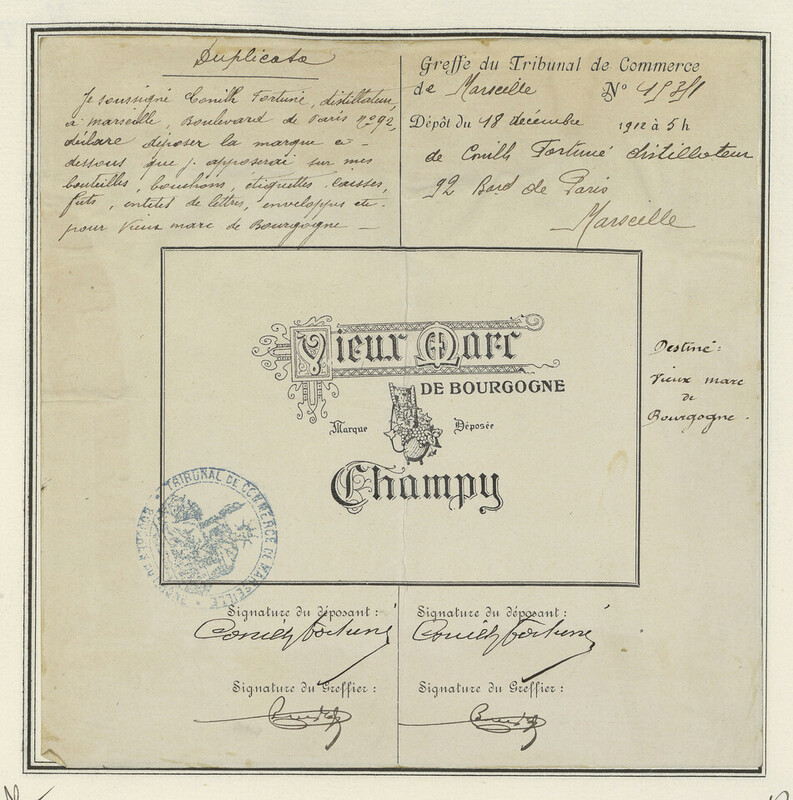 Duplicata
Je soussigné Conilh Fortuné, distillateur,
à marseille, Boulevard de Paris nº 92,
déclare déposer la marque ci-
dessous que j'apposerai sur mes
bouteilles, bouchons, étiquettes, caisses,
futs, entêtes de lettres, enveloppes etc.
pour Vieux marc de Bourgogne —
Greffe du Tribunal de Commerce
de Marseille Nº
Dépôt du 18 décembre 1912 à 5 h
de Conilh Fortuné distillateur
92 Bard de Paris
Marseille
Vieux Marc
DE BOURGOGNE
Marque Déposée
Champy
Destiné:
Vieux marc
de
Bourgogne.
TRIBUNAL DE COMMERCE DE MARSEILLE
Signature du déposant: Signature du déposant:
Conilh Fortuné Conilh Fortuné
Signature du Greffier: Signature du Greffier: